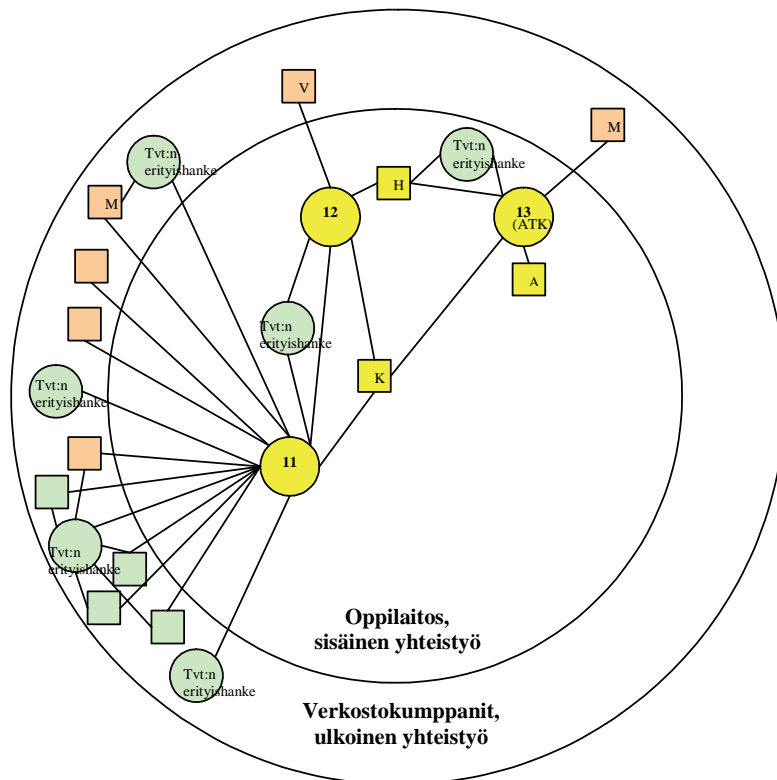 V
M
Tvt:n
erityishanke
Tvt:n
erityishanke
H
M
12
13
(ATK)
A
Tvt:n
erityishanke
K
Tvt:n
erityishanke
11
Tvt:n
erityishanke
Oppilaitos,
sisäinen yhteistyö
Tvt:n
erityishanke
Verkostokumppanit,
ulkoinen yhteistyö